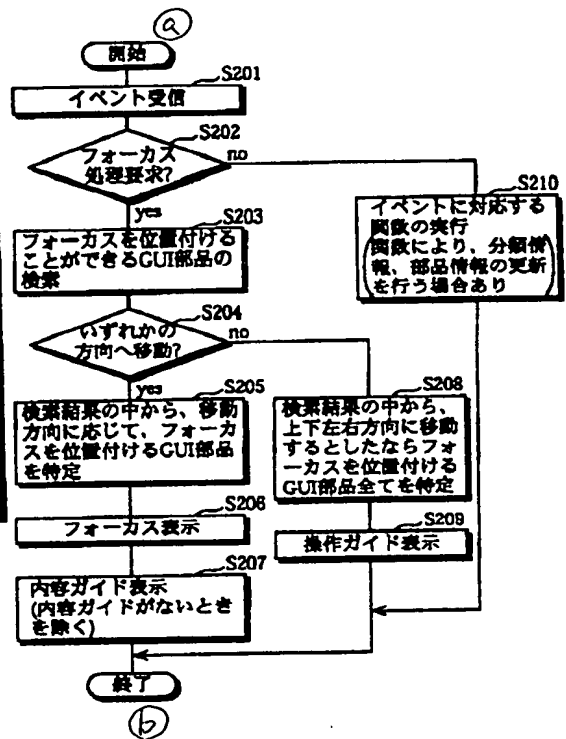 a
開始
S201
イベント受信
S202
フォーカス
処理要求?
no
yes
S203
フォーカスを位置付ける
ことができるGUI部品の
検索
S204
いずれかの
方向へ移動?
no
yes
S205
検索結果の中から、移動
方向に応じて、フォーカ
スを位置付けるGUI部品
を特定
S206
フォーカス表示
S207
内容ガイド表示
(内容ガイドがないとき
を除く)
S208
検索結果の中から、
上下左右方向に移動
するとしたならフォ
ーカスを位置付ける
GUI部品全てを特定
S209
操作ガイド表示
S210
イベントに対応する
関数の実行
(関数により、分類情
報、部品情報の更新
を行う場合あり)
終了
b